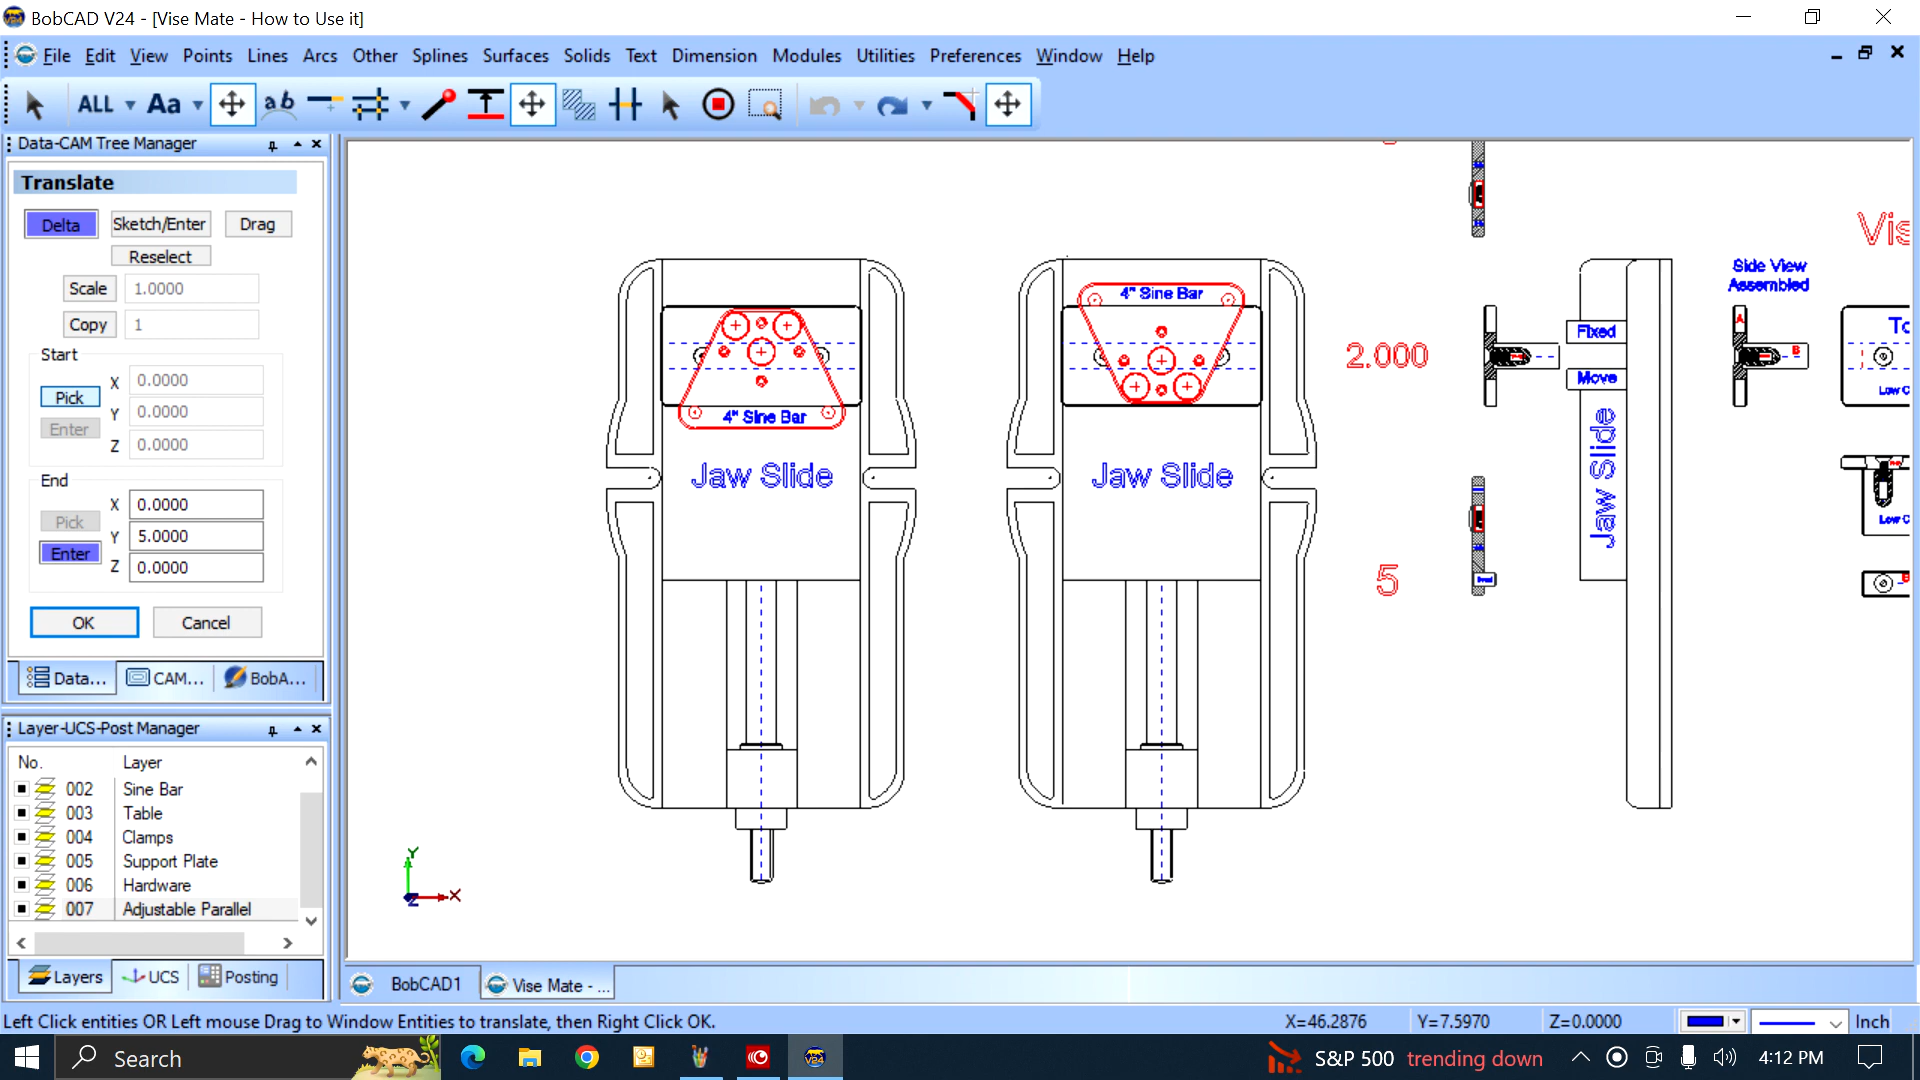 BobCAD V24 - [Vise Mate - How to Use it]
File Edit View Points Lines Arcs Other Splines Surfaces Solids Text Dimension Modules Utilities Preferences Window Help
ALL Aa ab
Data-CAM Tree Manager
Translate
Delta Sketch/Enter Drag
Reselect
Scale 1.0000
Copy 1
Start
Pick X 0.0000
Y 0.0000
Enter
Z 0.0000
End
X 0.0000
Pick
Y 5.0000
Enter
Z 0.0000
OK Cancel
Data... CAM... BobA...
Layer-UCS-Post Manager
No. Layer
002 Sine Bar
003 Table
004 Clamps
005 Support Plate
006 Hardware
007 Adjustable Parallel
Layers UCS Posting
4" Sine Bar
Jaw Slide
4" Sine Bar
Jaw Slide
2.000
5
Fixed
Move
Jaw Slide
Side View
Assembled
A
B
Vis
To
Low C
Low C
B
Y
X
Z
BobCAD1 Vise Mate - ...
Left Click entities OR Left mouse Drag to Window Entities to translate, then Right Click OK.
X=46.2876 Y=7.5970 Z=0.0000 Inch
Search
V24
S&P 500 trending down
4:12 PM